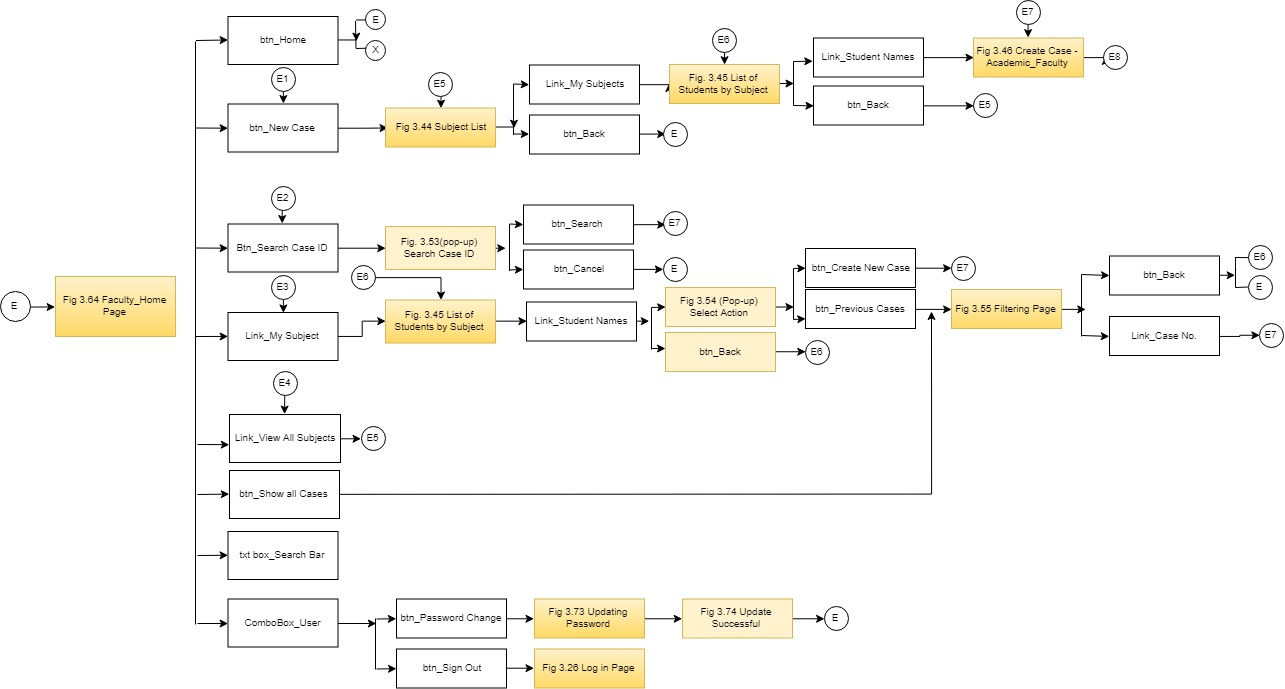 E
Fig 3.64 Faculty_Home
Page
btn_Home
E
X
E1
btn_New Case
E5
Fig 3.44 Subject List
Link_My Subjects
btn_Back
E
E6
Fig. 3.45 List of
Students by Subject
Link_Student Names
btn_Back
E5
E7
Fig 3.46 Create Case -
Academic_Faculty
E8
E2
Btn_Search Case ID
Fig. 3.53(pop-up)
Search Case ID
btn_Search
E7
btn_Cancel
E
E3
Link_My Subject
E6
Fig. 3.45 List of
Students by Subject
Link_Student Names
Fig 3.54 (Pop-up)
Select Action
btn_Back
E6
btn_Create New Case
E7
btn_Previous Cases
Fig 3.55 Filtering Page
btn_Back
E6
E
Link_Case No.
E7
E4
Link_View All Subjects
E5
btn_Show all Cases
txt box_Search Bar
ComboBox_User
btn_Password Change
Fig 3.73 Updating
Password
Fig 3.74 Update
Successful
E
btn_Sign Out
Fig 3.26 Log in Page